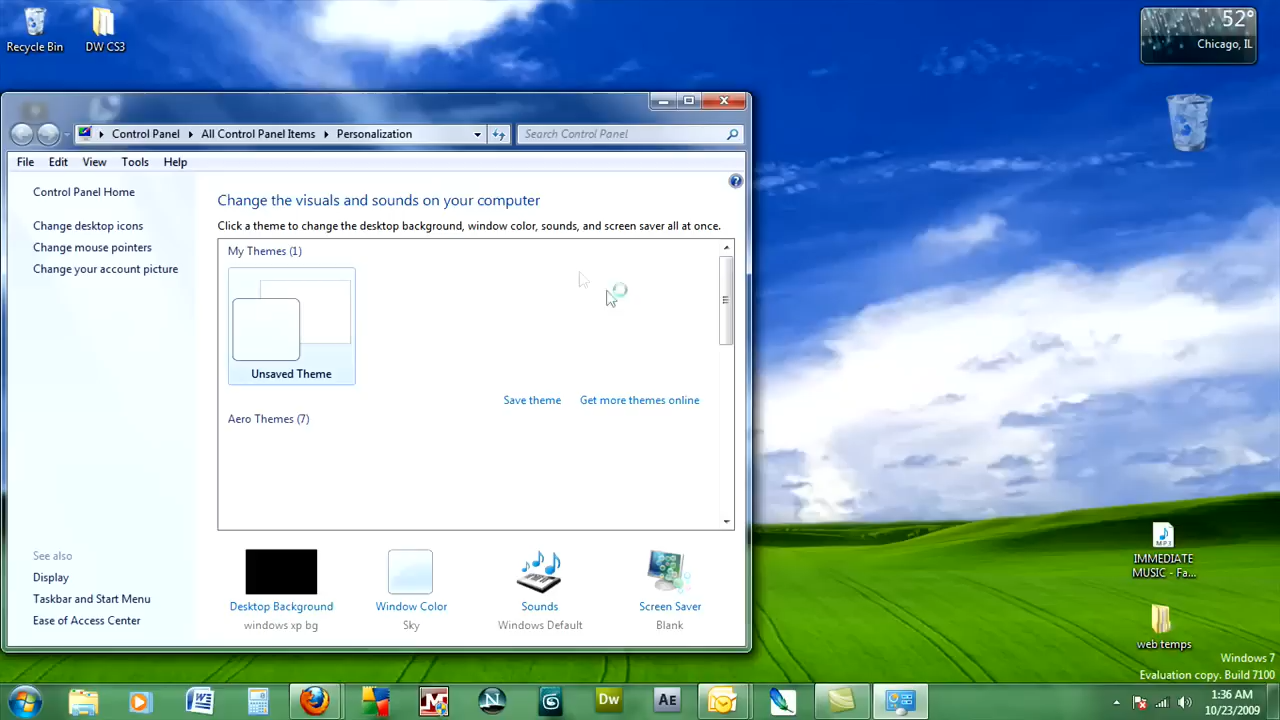 Recycle Bin
DW CS3
52°
Chicago, IL
Control Panel
All Control Panel Items
Personalization
Search Control Panel
File
Edit
View
Tools
Help
Control Panel Home
Change desktop icons
Change mouse pointers
Change your account picture
See also
Display
Taskbar and Start Menu
Ease of Access Center
Change the visuals and sounds on your computer
Click a theme to change the desktop background, window color, sounds, and screen saver all at once.
My Themes (1)
Unsaved Theme
Save theme
Get more themes online
Aero Themes (7)
Desktop Background
windows xp bg
Window Color
Sky
Sounds
Windows Default
Screen Saver
Blank
MP3
IMMEDIATE
MUSIC - Fa...
web temps
Windows 7
Evaluation copy. Build 7100
Dw
AE
1:36 AM
10/23/2009